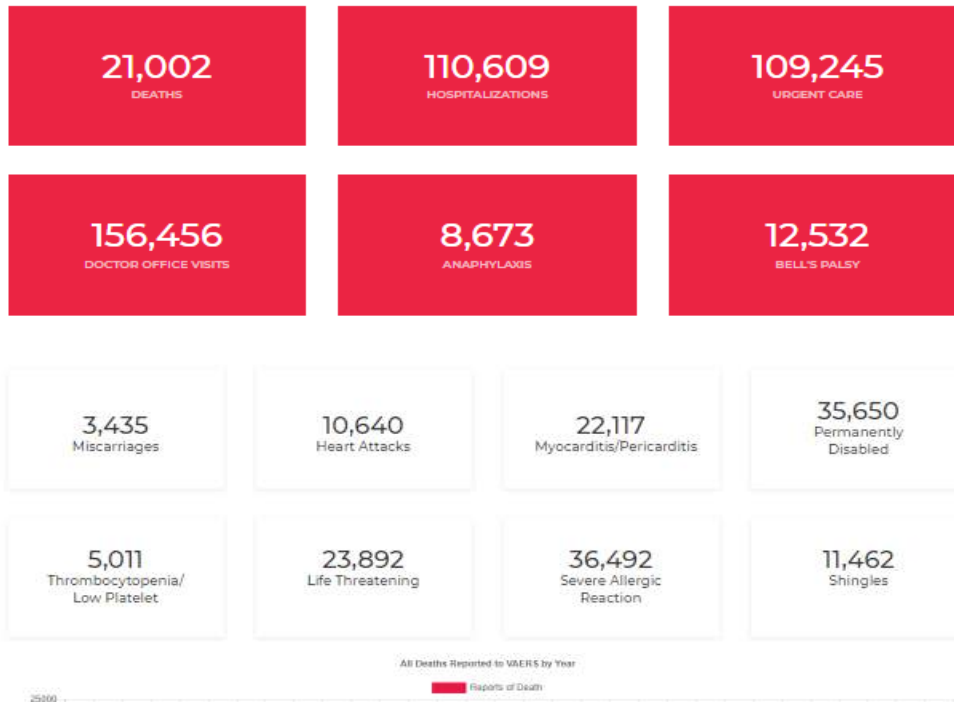 21,002
DEATHS
110,609
HOSPITALIZATIONS
109,245
URGENT CARE
156,456
DOCTOR OFFICE VISITS
8,673
ANAPHYLAXIS
12,532
BELL'S PALSY
3,435
Miscarriages
10,640
Heart Attacks
22,117
Myocarditis/Pericarditis
35,650
Permanently
Disabled
5,011
Thrombocytopenia/
Low Platelet
23,892
Life Threatening
36,492
Severe Allergic
Reaction
11,462
Shingles
All Deaths Reported to VAERS by Year
Reports of Death
25000